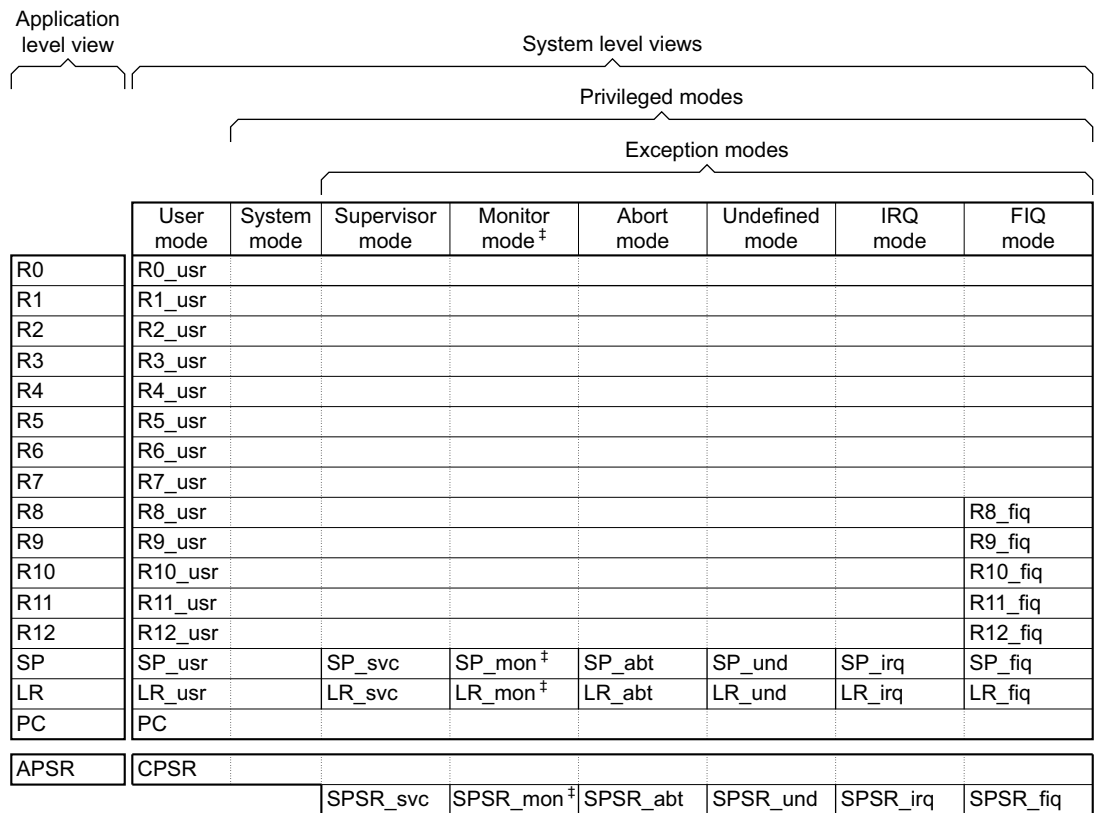 Application
level view
System level views
Privileged modes
Exception modes
User mode System mode Supervisor mode Monitor mode ‡ Abort mode Undefined mode IRQ mode FIQ mode
R0 R0_usr
R1 R1_usr
R2 R2_usr
R3 R3_usr
R4 R4_usr
R5 R5_usr
R6 R6_usr
R7 R7_usr
R8 R8_usr R8_fiq
R9 R9_usr R9_fiq
R10 R10_usr R10_fiq
R11 R11_usr R11_fiq
R12 R12_usr R12_fiq
SP SP_usr SP_svc SP_mon ‡ SP_abt SP_und SP_irq SP_fiq
LR LR_usr LR_svc LR_mon ‡ LR_abt LR_und LR_irq LR_fiq
PC PC
APSR CPSR
SPSR_svc SPSR_mon ‡ SPSR_abt SPSR_und SPSR_irq SPSR_fiq